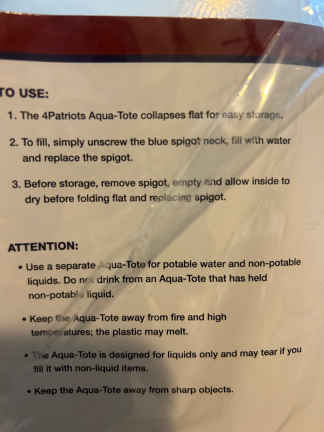 TO USE:
1. The 4Patriots Aqua-Tote collapses flat for easy storage.
2. To fill, simply unscrew the blue spigot neck, fill with water
and replace the spigot.
3. Before storage, remove spigot, empty and allow inside to
dry before folding flat and replacing spigot.
ATTENTION:
• Use a separate Aqua-Tote for potable water and non-potable
liquids. Do not drink from an Aqua-Tote that has held
non-potable liquid.
• Keep the Aqua-Tote away from fire and high
temperatures; the plastic may melt.
• The Aqua-Tote is designed for liquids only and may tear if you
fill it with non-liquid items.
• Keep the Aqua-Tote away from sharp objects.